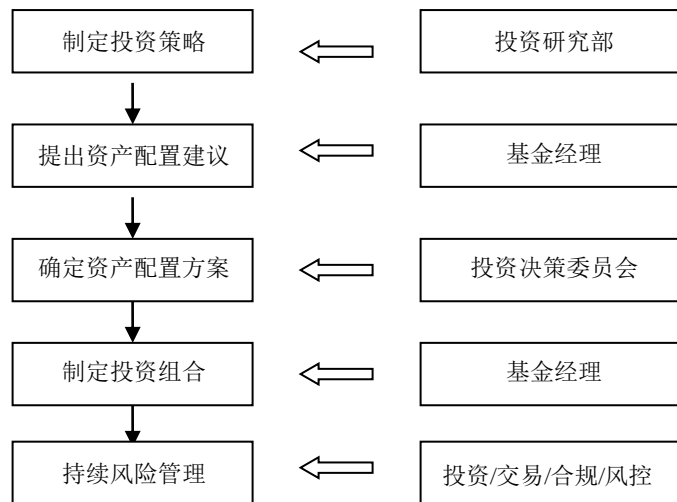 制定投资策略
投资研究部
提出资产配置建议
基金经理
确定资产配置方案
投资决策委员会
制定投资组合
基金经理
持续风险管理
投资/交易/合规/风控